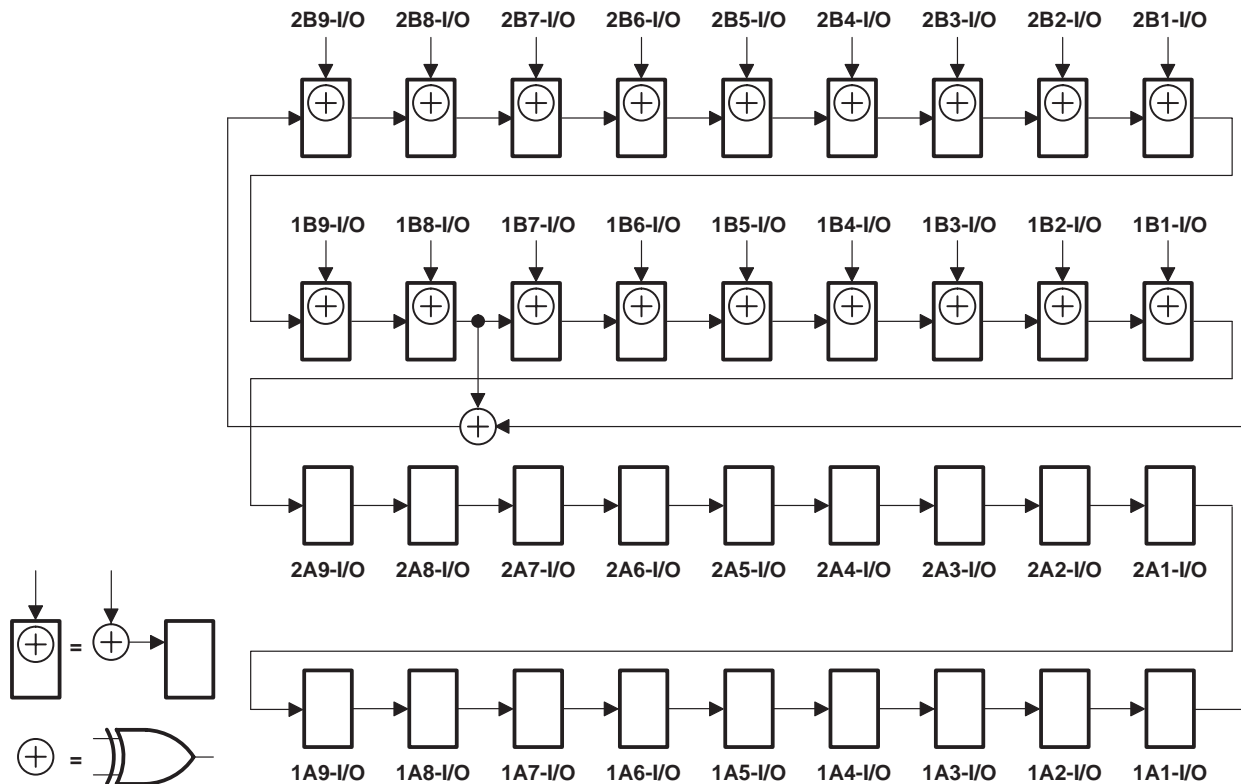 2B9-I/O 2B8-I/O 2B7-I/O 2B6-I/O 2B5-I/O 2B4-I/O 2B3-I/O 2B2-I/O 2B1-I/O
1B9-I/O 1B8-I/O 1B7-I/O 1B6-I/O 1B5-I/O 1B4-I/O 1B3-I/O 1B2-I/O 1B1-I/O
2A9-I/O 2A8-I/O 2A7-I/O 2A6-I/O 2A5-I/O 2A4-I/O 2A3-I/O 2A2-I/O 2A1-I/O
=
=
1A9-I/O 1A8-I/O 1A7-I/O 1A6-I/O 1A5-I/O 1A4-I/O 1A3-I/O 1A2-I/O 1A1-I/O